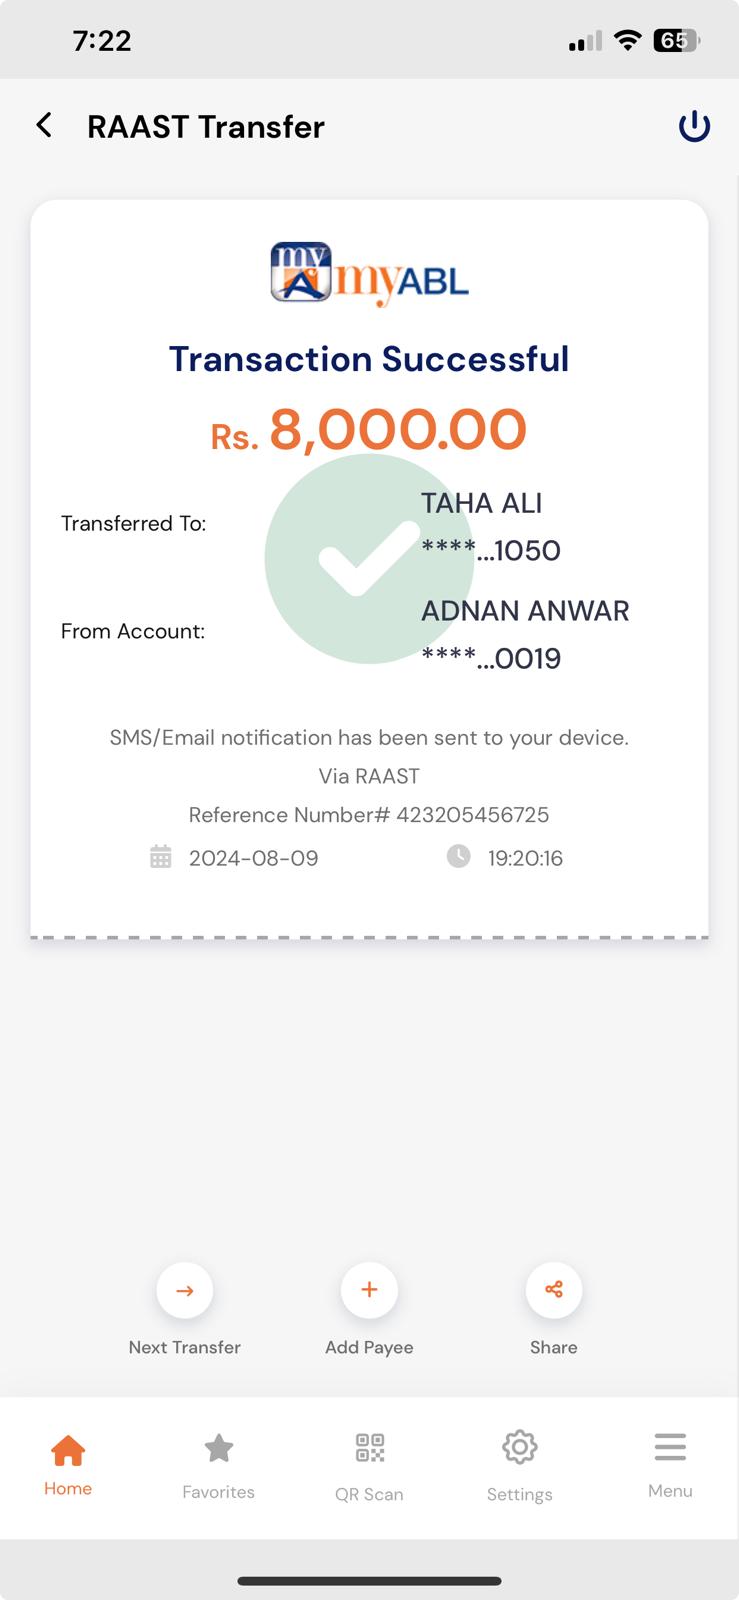 7:22
65
RAAST Transfer
my
A
myABL
Transaction Successful
Rs. 8,000.00
Transferred To:
TAHA ALI
****...1050
From Account:
ADNAN ANWAR
****...0019
SMS/Email notification has been sent to your device.
Via RAAST
Reference Number# 423205456725
2024-08-09
19:20:16
Next Transfer
Add Payee
Share
Home
Favorites
QR Scan
Settings
Menu